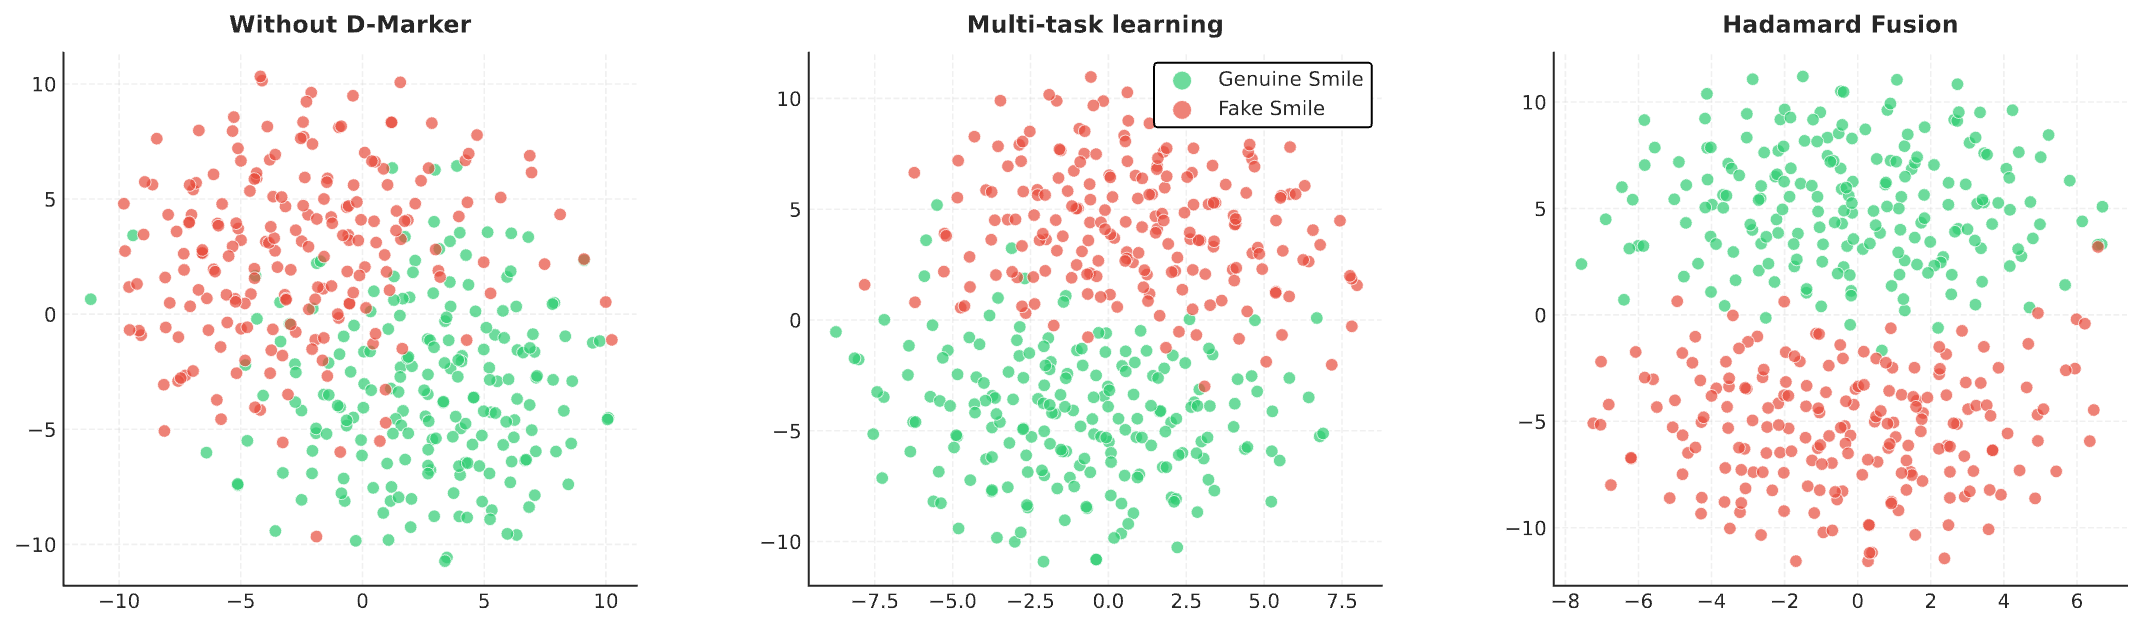 Without D-Marker
10
5
0
−5
−10
−10 −5 0 5 10
Multi-task learning
Genuine Smile
Fake Smile
10
5
0
−5
−10
−7.5 −5.0 −2.5 0.0 2.5 5.0 7.5
Hadamard Fusion
10
5
0
−5
−10
−8 −6 −4 −2 0 2 4 6